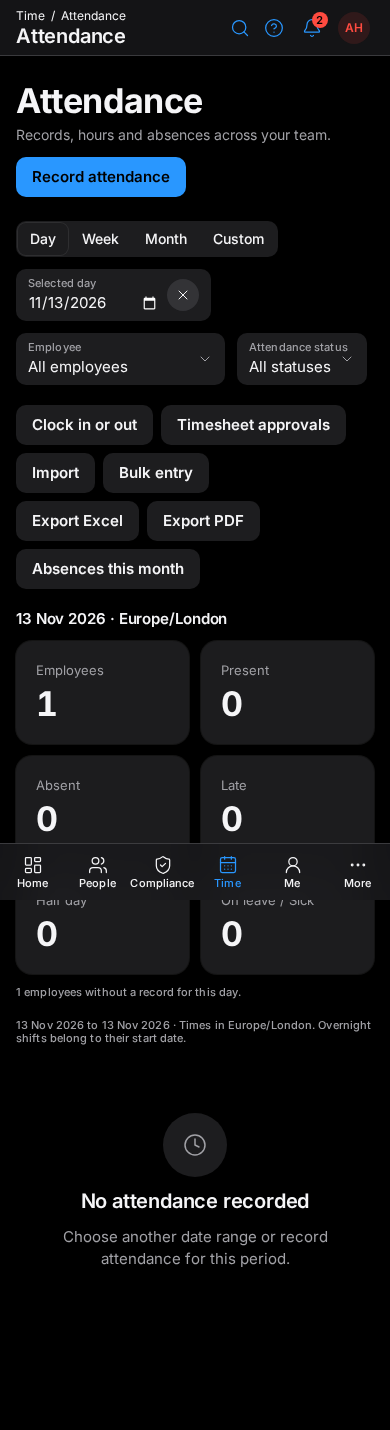 Time / Attendance
Attendance
2
AH
Attendance
Records, hours and absences across your team.
Record attendance
Day Week Month Custom
Selected day
11/13/2026
Employee
All employees
Attendance status
All statuses
Clock in or out Timesheet approvals
Import Bulk entry
Export Excel Export PDF
Absences this month
13 Nov 2026 · Europe/London
Employees Present
1 0
Absent Late
0 0
Home People Compliance Time Me More
Half day On leave / Sick
0 0
1 employees without a record for this day.
13 Nov 2026 to 13 Nov 2026 · Times in Europe/London. Overnight
shifts belong to their start date.
No attendance recorded
Choose another date range or record
attendance for this period.